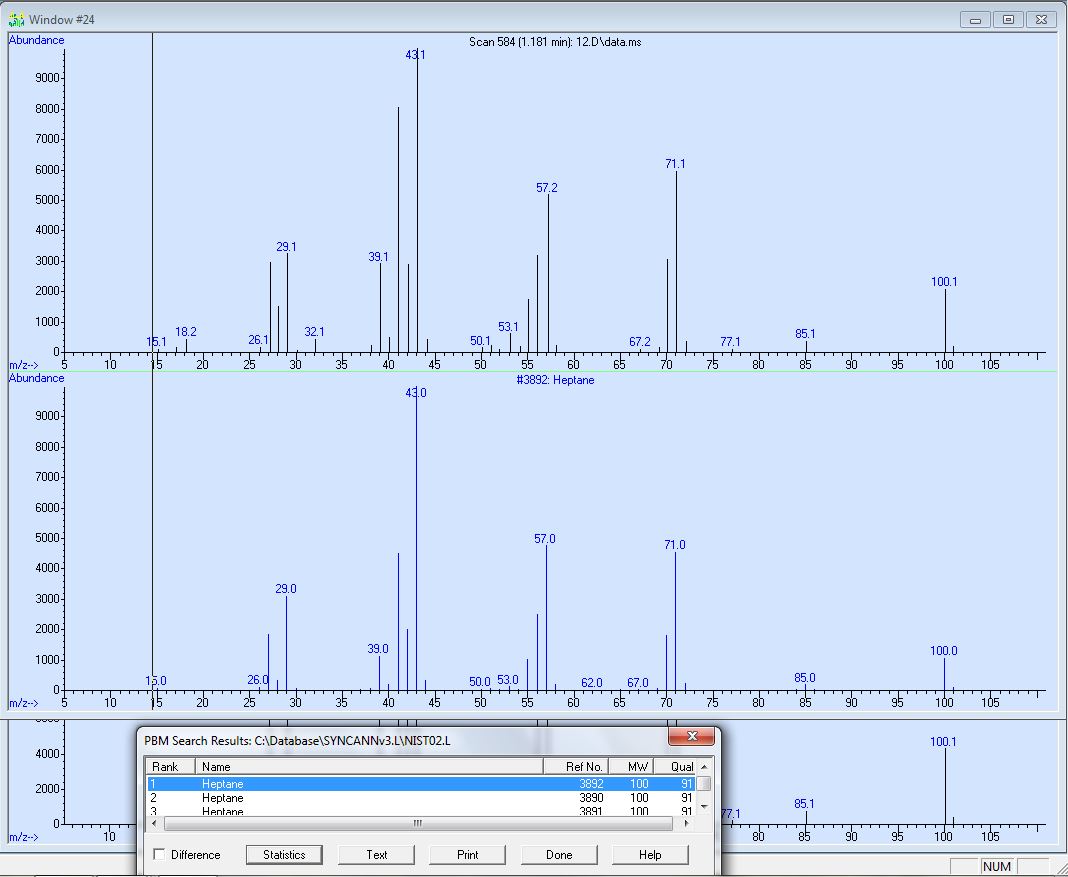 Window #24
Abundance
Scan 584 (1.181 min): 12.D\data.ms
43.1
9000
8000
7000
71.1
6000
57.2
5000
4000
29.1
39.1
3000
100.1
2000
1000
15.1 18.2 26.1 32.1 50.1 53.1 67.2 77.1 85.1
0
m/z--> 5 10 15 20 25 30 35 40 45 50 55 60 65 70 75 80 85 90 95 100 105
Abundance
#3892: Heptane
43.0
9000
8000
7000
6000
57.0 71.0
5000
4000
29.0
3000
2000
39.0 100.0
1000
15.0 26.0 50.0 53.0 62.0 67.0 85.0
0
m/z--> 5 10 15 20 25 30 35 40 45 50 55 60 65 70 75 80 85 90 95 100 105
100.1
4000
2000
77.1 85.1
0
m/z--> 10 80 85 90 95 100 105
PBM Search Results: C:\Database\SYNCANNv3.L\NIST02.L
Rank Name Ref No. MW Qual
1 Heptane 3892 100 91
2 Heptane 3890 100 91
3 Heptane 3891 100 91
Difference Statistics Text Print Done Help
NUM